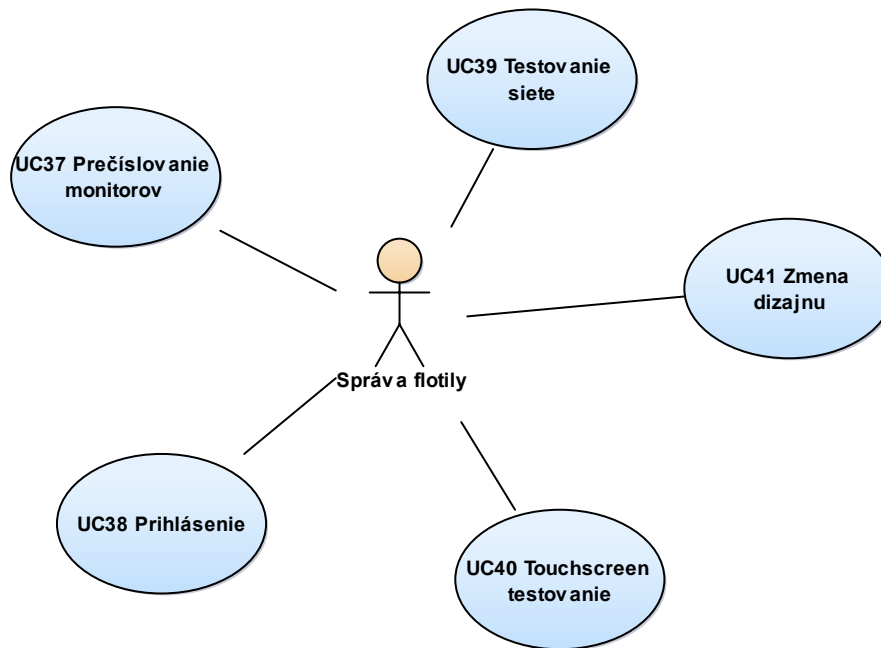 UC39 Testovanie
siete
UC37 Prečíslovanie
monitorov
UC41 Zmena
dizajnu
Správa flotily
UC38 Prihlásenie
UC40 Touchscreen
testovanie